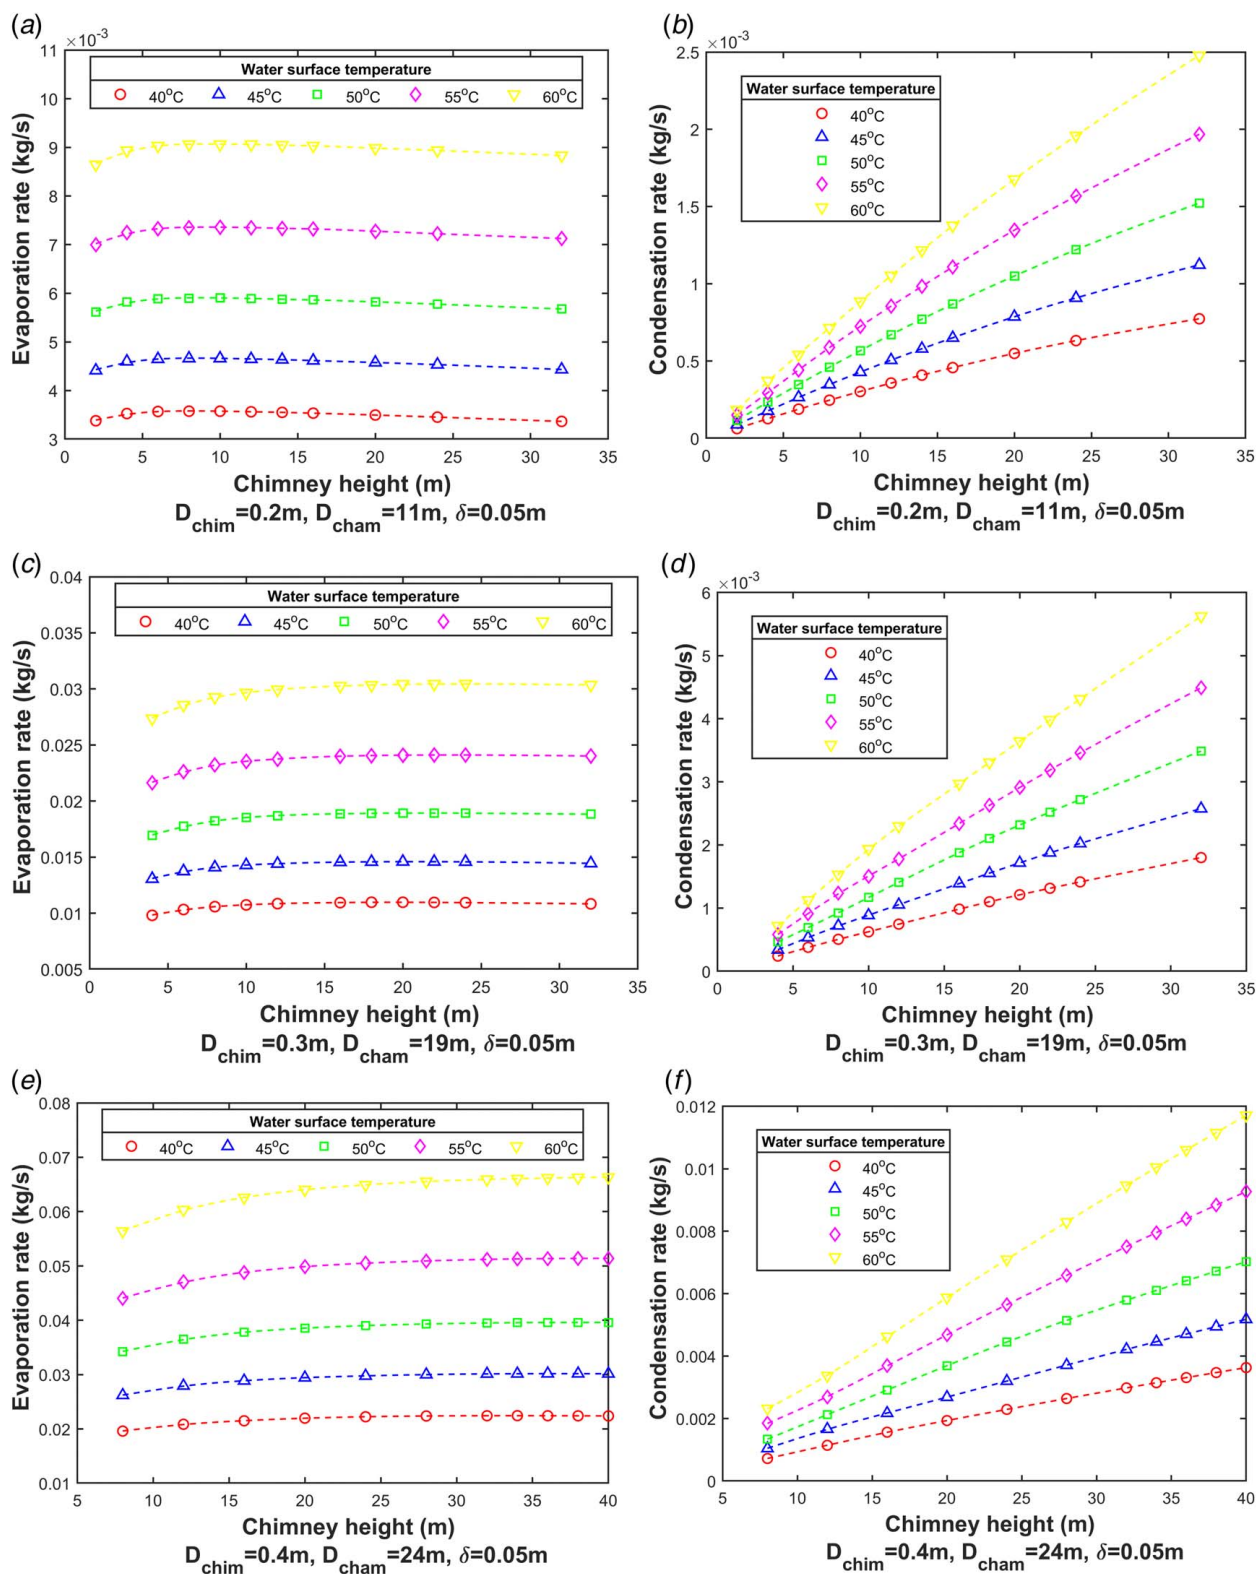 (a)
×10⁻³
11
10
9
8
7
6
5
4
3
Evaporation rate (kg/s)
Water surface temperature
40°C 45°C 50°C 55°C 60°C
0 5 10 15 20 25 30 35
Chimney height (m)
D_chim=0.2m, D_cham=11m, δ=0.05m
(b)
×10⁻³
2.5
2
1.5
1
0.5
0
Condensation rate (kg/s)
Water surface temperature
40°C
45°C
50°C
55°C
60°C
0 5 10 15 20 25 30 35
Chimney height (m)
D_chim=0.2m, D_cham=11m, δ=0.05m
(c)
0.04
0.035
0.03
0.025
0.02
0.015
0.01
0.005
Evaporation rate (kg/s)
Water surface temperature
40°C 45°C 50°C 55°C 60°C
0 5 10 15 20 25 30 35
Chimney height (m)
D_chim=0.3m, D_cham=19m, δ=0.05m
(d)
×10⁻³
6
5
4
3
2
1
0
Condensation rate (kg/s)
Water surface temperature
40°C
45°C
50°C
55°C
60°C
0 5 10 15 20 25 30 35
Chimney height (m)
D_chim=0.3m, D_cham=19m, δ=0.05m
(e)
0.08
0.07
0.06
0.05
0.04
0.03
0.02
0.01
Evaporation rate (kg/s)
Water surface temperature
40°C 45°C 50°C 55°C 60°C
5 10 15 20 25 30 35 40
Chimney height (m)
D_chim=0.4m, D_cham=24m, δ=0.05m
(f)
0.012
0.01
0.008
0.006
0.004
0.002
0
Condensation rate (kg/s)
Water surface temperature
40°C
45°C
50°C
55°C
60°C
5 10 15 20 25 30 35 40
Chimney height (m)
D_chim=0.4m, D_cham=24m, δ=0.05m